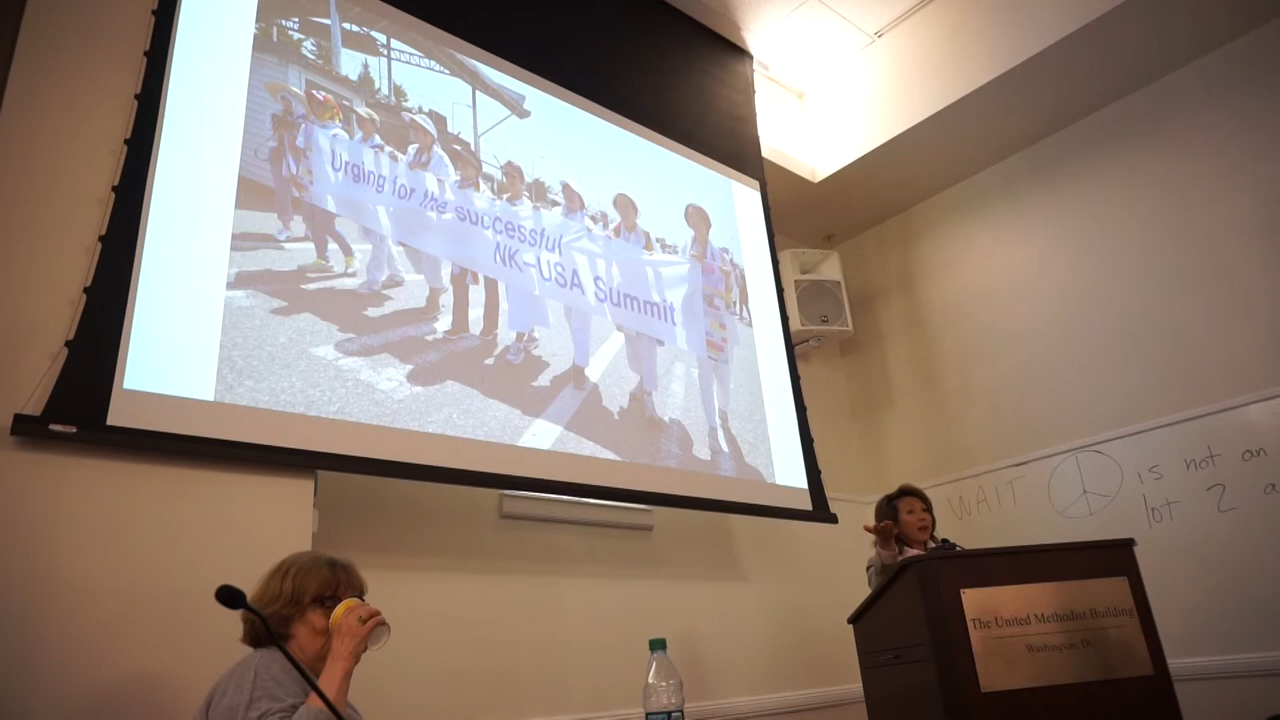 Urging for the successful
NK-USA Summit
WAIT is not an
lot 2 a
The United Methodist Building
Washington, DC